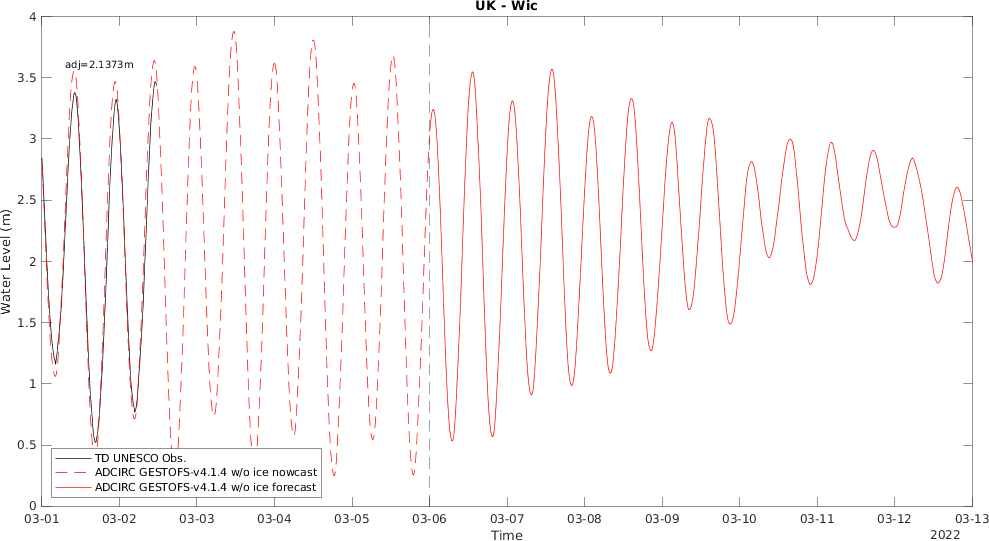 UK - Wic
4
3.5
3
2.5
2
1.5
1
0.5
0
Water Level (m)
adj=2.1373m
TD UNESCO Obs.
ADCIRC GESTOFS-v4.1.4 w/o ice nowcast
ADCIRC GESTOFS-v4.1.4 w/o ice forecast
03-01 03-02 03-03 03-04 03-05 03-06 03-07 03-08 03-09 03-10 03-11 03-12 03-13
Time
2022